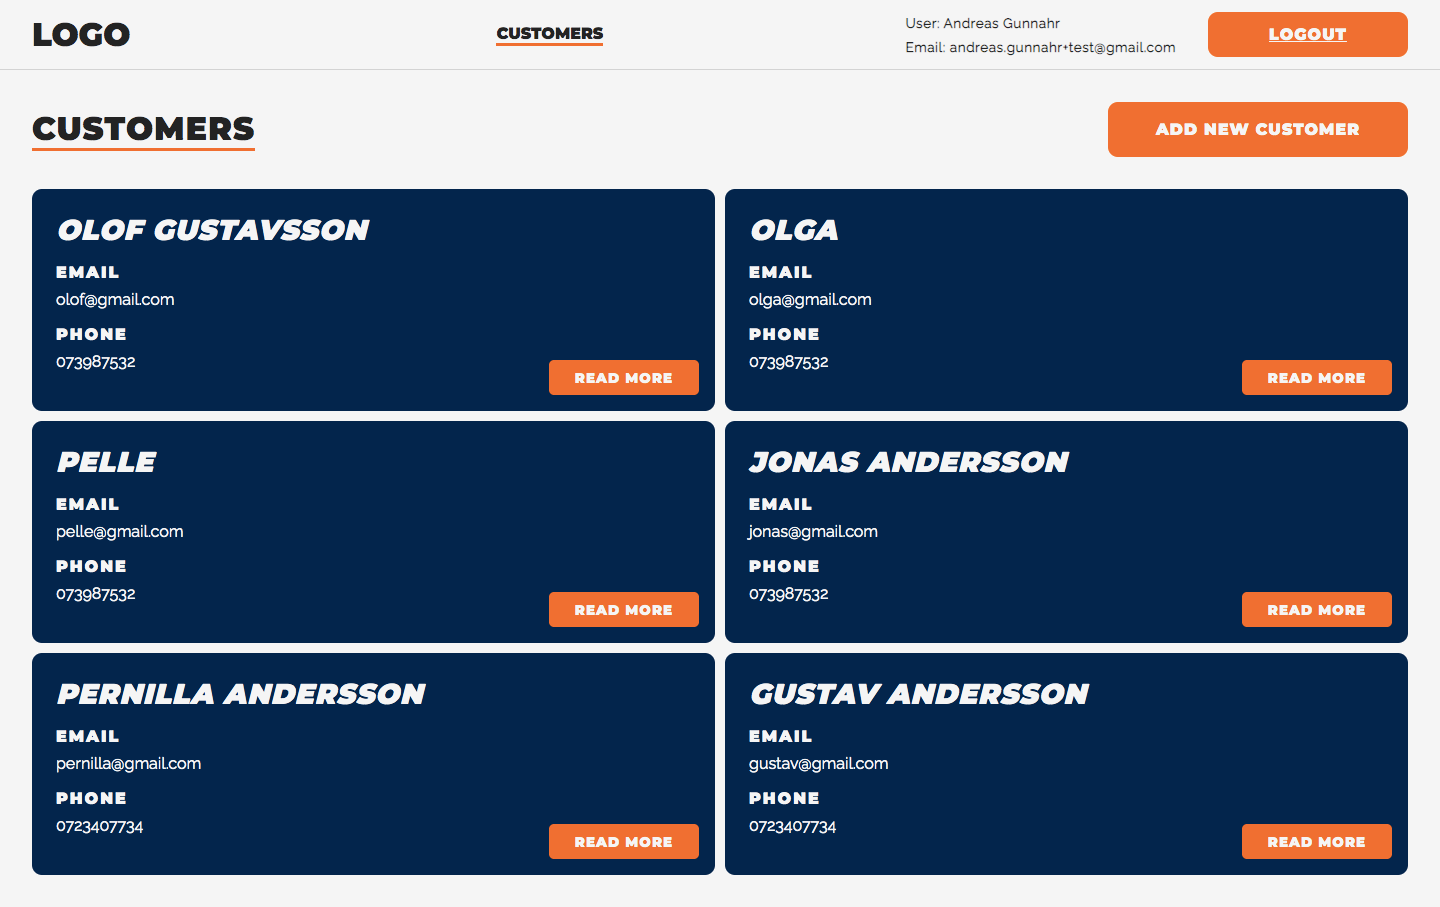 LOGO
CUSTOMERS
User: Andreas Gunnahr
Email: andreas.gunnahr+test@gmail.com
LOGOUT
CUSTOMERS
ADD NEW CUSTOMER
OLOF GUSTAVSSON
EMAIL
olof@gmail.com
PHONE
073987532
READ MORE
OLGA
EMAIL
olga@gmail.com
PHONE
073987532
READ MORE
PELLE
EMAIL
pelle@gmail.com
PHONE
073987532
READ MORE
JONAS ANDERSSON
EMAIL
jonas@gmail.com
PHONE
073987532
READ MORE
PERNILLA ANDERSSON
EMAIL
pernilla@gmail.com
PHONE
0723407734
READ MORE
GUSTAV ANDERSSON
EMAIL
gustav@gmail.com
PHONE
0723407734
READ MORE